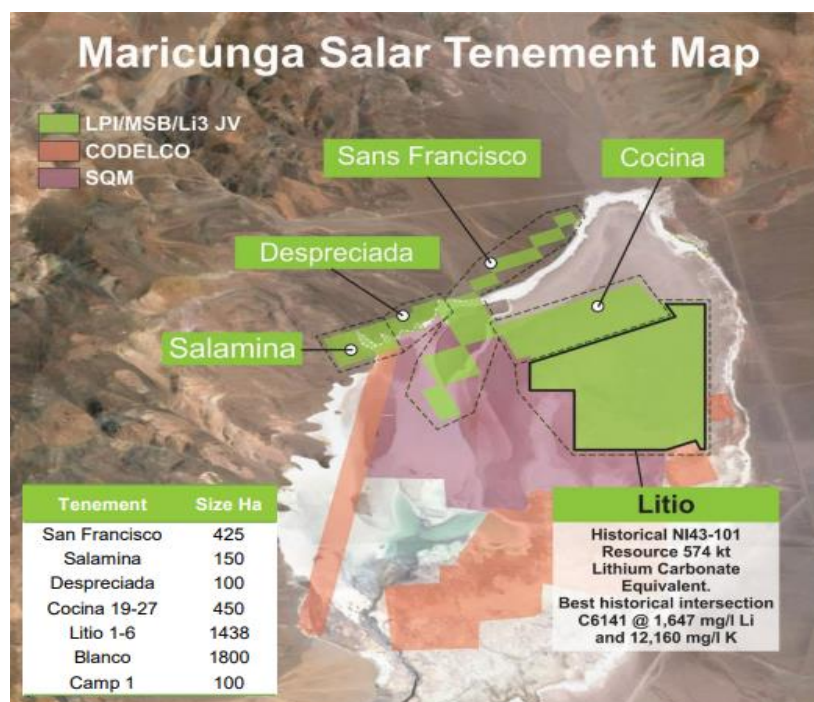 Maricunga Salar Tenement Map
LPI/MSB/Li3 JV
CODELCO
SQM
Sans Francisco
Cocina
Despreciada
Salamina
Tenement Size Ha
San Francisco 425
Salamina 150
Despreciada 100
Cocina 19-27 450
Litio 1-6 1438
Blanco 1800
Camp 1 100
Litio
Historical NI43-101
Resource 574 kt
Lithium Carbonate
Equivalent.
Best historical intersection
C6141 @ 1,647 mg/l Li
and 12,160 mg/l K